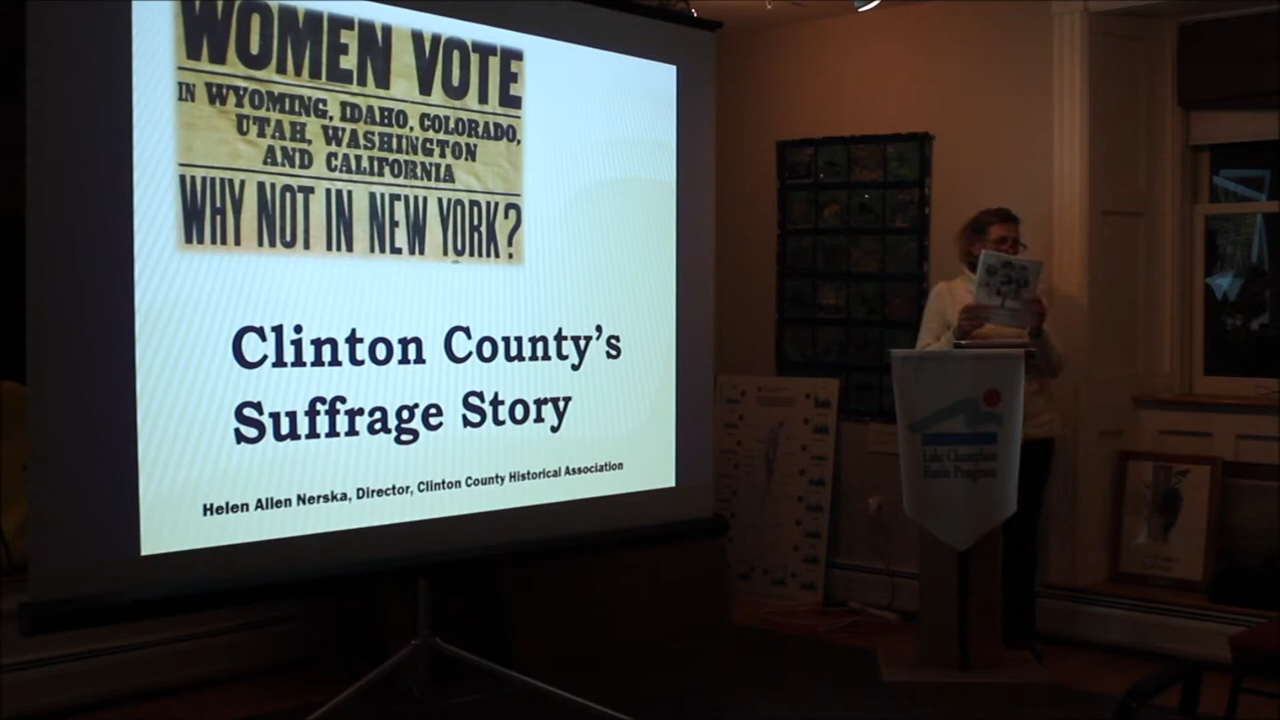 WOMEN VOTE
IN WYOMING, IDAHO, COLORADO,
UTAH, WASHINGTON
AND CALIFORNIA
WHY NOT IN NEW YORK?
Clinton County's
Suffrage Story
Helen Allen Nerska, Director, Clinton County Historical Association
Lake Champlain
Basin Program